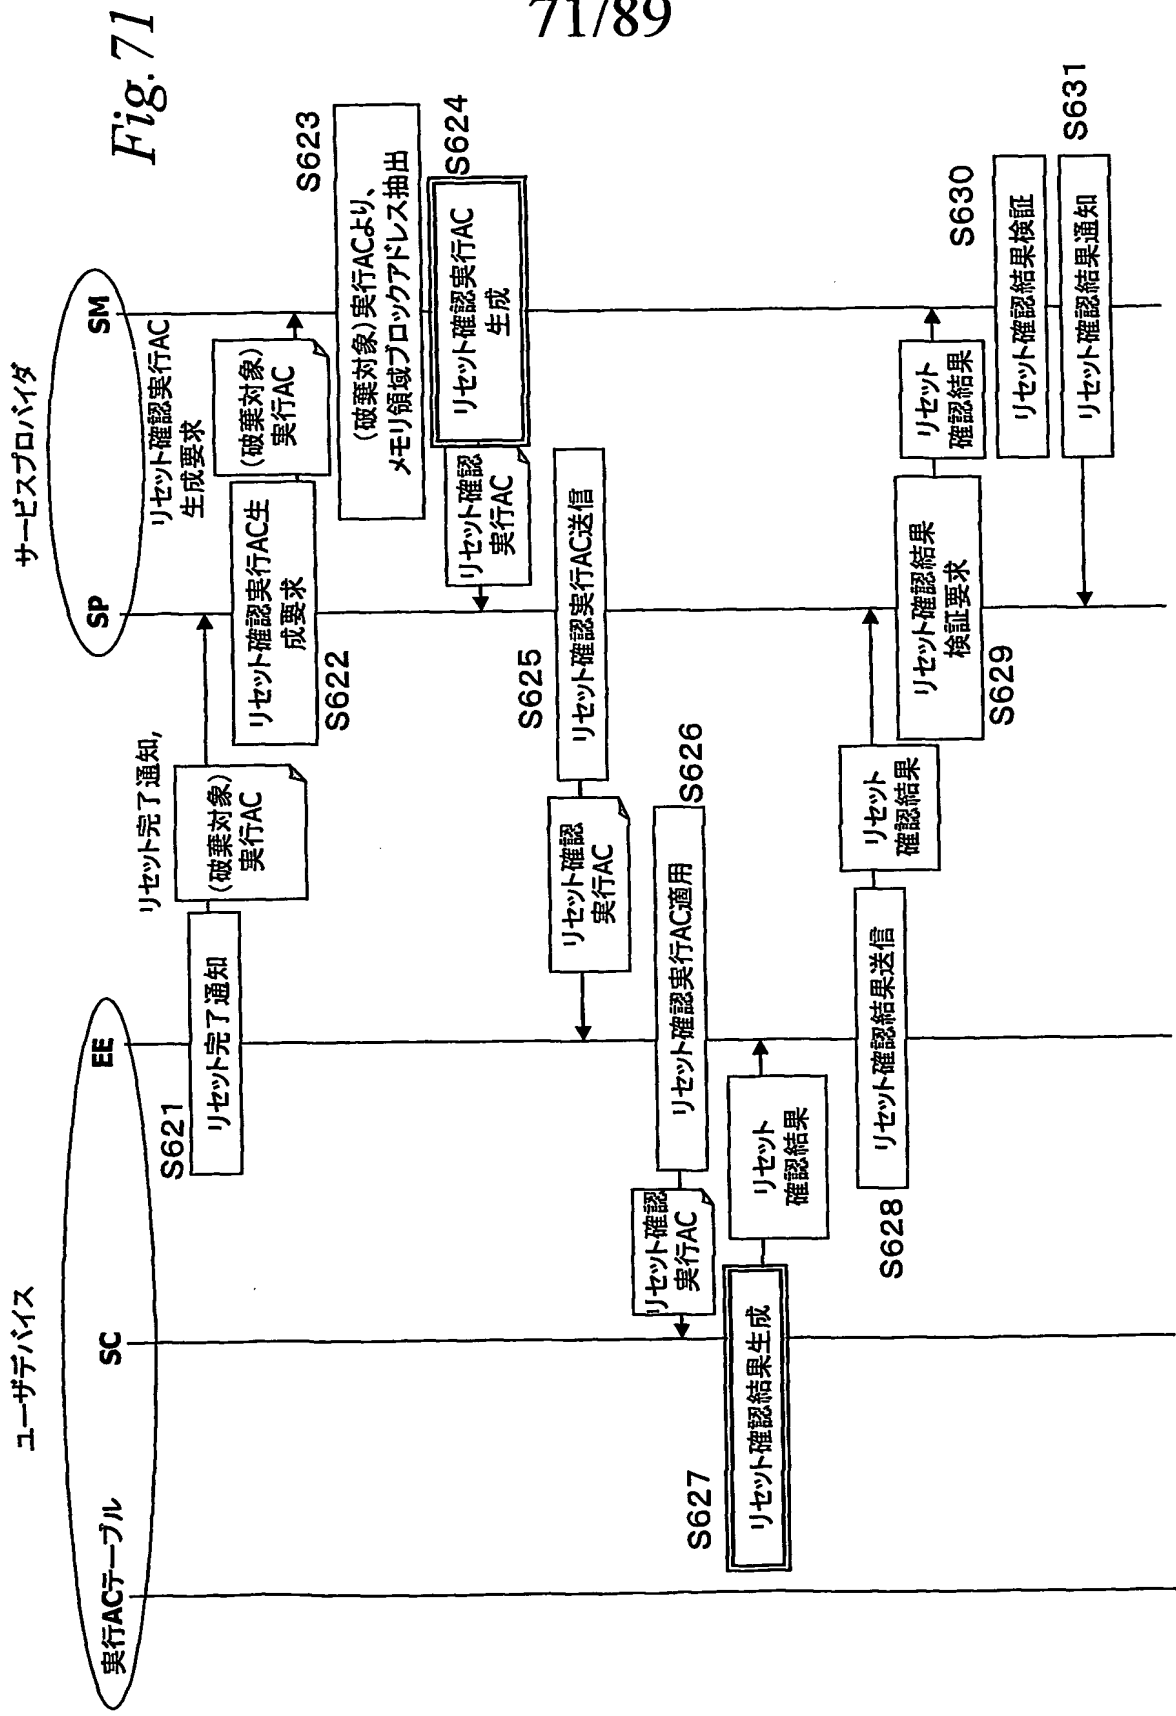 71/89
Fig.71
ユーザデバイス
サービスプロバイダ
実行ACテーブル
SC
EE
SP
SM
S621
リセット完了通知
リセット完了通知,
(破棄対象)
実行AC
リセット確認実行AC生
成要求
S622
リセット確認実行AC
生成要求
(破棄対象)
実行AC
S623
(破棄対象)実行ACより、
メモリ領域ブロックアドレス抽出
S624
リセット確認実行AC
生成
リセット確認
実行AC
S625
リセット確認実行AC送信
リセット確認
実行AC
S626
リセット確認実行AC適用
リセット確認
実行AC
S627
リセット確認結果生成
リセット
確認結果
S628
リセット確認結果送信
リセット
確認結果
リセット確認結果
検証要求
S629
リセット
確認結果
S630
リセット確認結果検証
S631
リセット確認結果通知